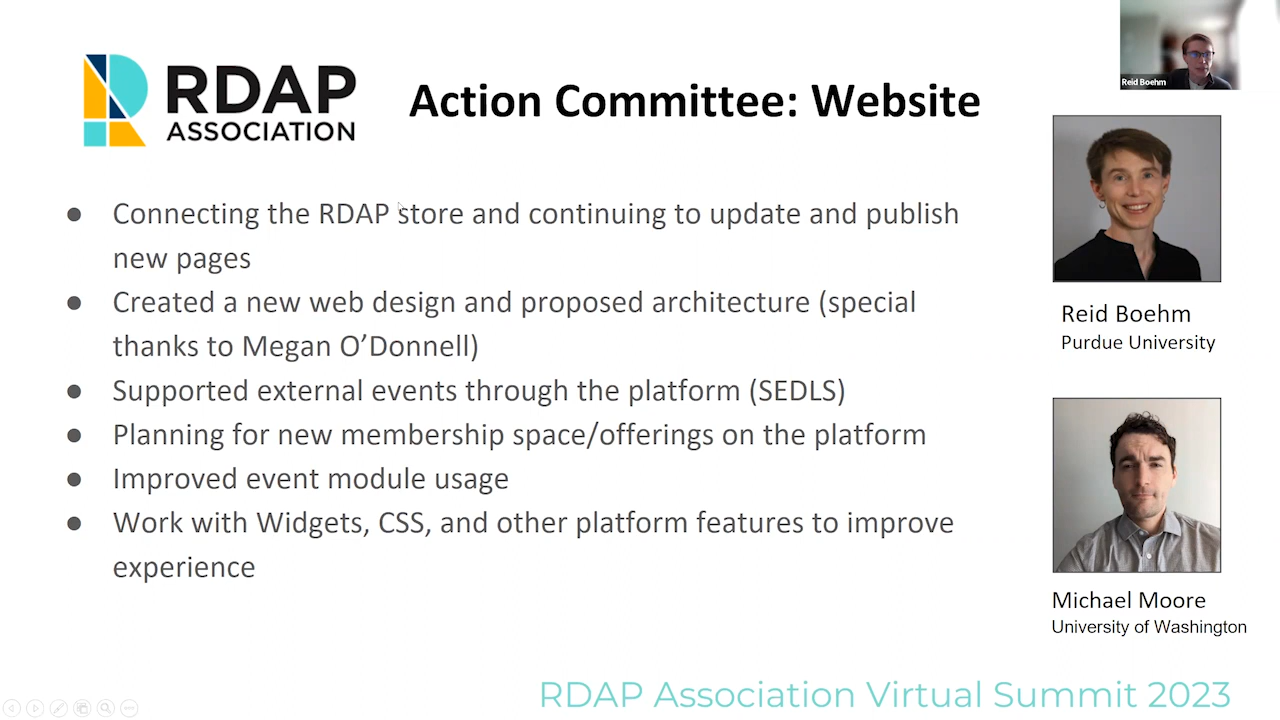 Reid Boehm
RDAP
ASSOCIATION
Action Committee: Website
● Connecting the RDAP store and continuing to update and publish
new pages
● Created a new web design and proposed architecture (special
thanks to Megan O’Donnell)
● Supported external events through the platform (SEDLS)
● Planning for new membership space/offerings on the platform
● Improved event module usage
● Work with Widgets, CSS, and other platform features to improve
experience
Reid Boehm
Purdue University
Michael Moore
University of Washington
RDAP Association Virtual Summit 2023